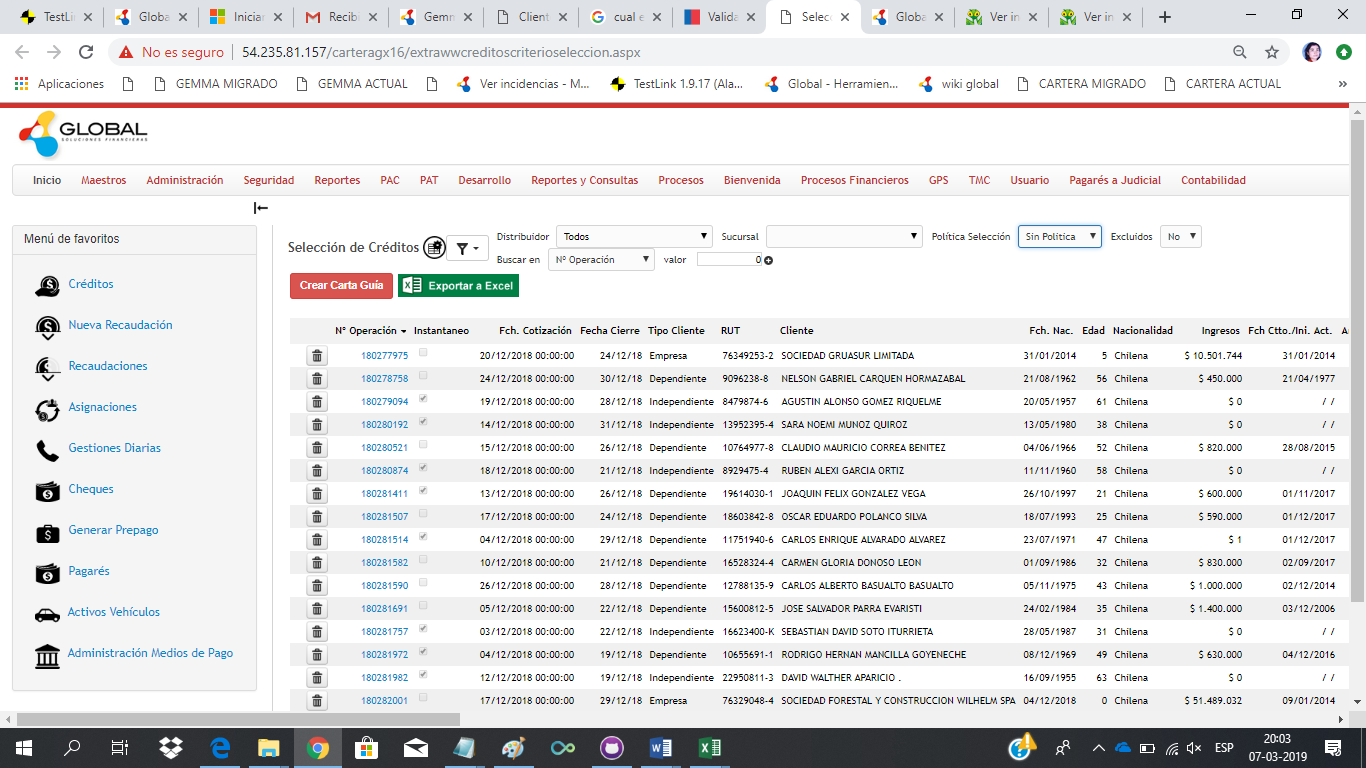 TestLin
Globa
Iniciar
Recibi
Gemm
Client
cual e
Valida
Selec
Globa
Ver in
Ver in
No es seguro | 54.235.81.157/carteragx16/extrawwcreditoscriterioseleccion.aspx
Aplicaciones GEMMA MIGRADO GEMMA ACTUAL Ver incidencias - M... TestLink 1.9.17 (Ala... Global - Herramien... wiki global CARTERA MIGRADO CARTERA ACTUAL »
GLOBAL
SOLUCIONES FINANCIERAS
Inicio Maestros Administración Seguridad Reportes PAC PAT Desarrollo Reportes y Consultas Procesos Bienvenida Procesos Financieros GPS TMC Usuario Pagarés a Judicial Contabilidad
Menú de favoritos
Créditos
Nueva Recaudación
Recaudaciones
Asignaciones
Gestiones Diarias
Cheques
Generar Prepago
Pagarés
Activos Vehículos
Administración Medios de Pago
Selección de Créditos
Distribuidor Todos Sucursal Política Selección Sin Politica Excluidos No
Buscar en Nº Operación valor 0
Crear Carta Guía Exportar a Excel
Nº Operación Instantaneo Fch. Cotización Fecha Cierre Tipo Cliente RUT Cliente Fch. Nac. Edad Nacionalidad Ingresos Fch Ctto./Ini. Act.
180277975 20/12/2018 00:00:00 24/12/18 Empresa 76349253-2 SOCIEDAD GRUASUR LIMITADA 31/01/2014 5 Chilena $ 10.501.744 31/01/2014
180278758 24/12/2018 00:00:00 30/12/18 Dependiente 9096238-8 NELSON GABRIEL CARQUEN HORMAZABAL 21/08/1962 56 Chilena $ 450.000 21/04/1977
180279094 19/12/2018 00:00:00 28/12/18 Independiente 8479874-6 AGUSTIN ALONSO GOMEZ RIQUELME 20/05/1957 61 Chilena $ 0 / /
180280192 14/12/2018 00:00:00 31/12/18 Independiente 13952395-4 SARA NOEMI MUNOZ QUIROZ 13/05/1980 38 Chilena $ 0 / /
180280521 15/12/2018 00:00:00 26/12/18 Dependiente 10764977-8 CLAUDIO MAURICIO CORREA BENITEZ 04/06/1966 52 Chilena $ 820.000 28/08/2015
180280874 18/12/2018 00:00:00 21/12/18 Independiente 8929475-4 RUBEN ALEXI GARCIA ORTIZ 11/11/1960 58 Chilena $ 0 / /
180281411 13/12/2018 00:00:00 26/12/18 Dependiente 19614030-1 JOAQUIN FELIX GONZALEZ VEGA 26/10/1997 21 Chilena $ 600.000 01/11/2017
180281507 17/12/2018 00:00:00 24/12/18 Dependiente 18603842-8 OSCAR EDUARDO POLANCO SILVA 18/07/1993 25 Chilena $ 590.000 01/12/2017
180281514 04/12/2018 00:00:00 29/12/18 Dependiente 11751940-6 CARLOS ENRIQUE ALVARADO ALVAREZ 23/07/1971 47 Chilena $ 1 01/12/2017
180281582 10/12/2018 00:00:00 21/12/18 Dependiente 16528324-4 CARMEN GLORIA DONOSO LEON 01/09/1986 32 Chilena $ 830.000 02/09/2017
180281590 26/12/2018 00:00:00 28/12/18 Dependiente 12788135-9 CARLOS ALBERTO BASUALTO BASUALTO 05/11/1975 43 Chilena $ 1.000.000 02/12/2014
180281691 05/12/2018 00:00:00 22/12/18 Dependiente 15600812-5 JOSE SALVADOR PARRA EVARISTI 24/02/1984 35 Chilena $ 1.400.000 03/12/2006
180281757 03/12/2018 00:00:00 22/12/18 Independiente 16623400-K SEBASTIAN DAVID SOTO ITURRIETA 28/05/1987 31 Chilena $ 0 / /
180281972 04/12/2018 00:00:00 19/12/18 Dependiente 10655691-1 RODRIGO HERNAN MANCILLA GOYENECHE 08/12/1969 49 Chilena $ 630.000 04/12/2016
180281982 12/12/2018 00:00:00 19/12/18 Independiente 22950811-3 DAVID WALTHER APARICIO . 16/09/1955 63 Chilena $ 0 / /
180282001 17/12/2018 00:00:00 29/12/18 Empresa 76329048-4 SOCIEDAD FORESTAL Y CONSTRUCCION WILHELM SPA 04/12/2018 0 Chilena $ 51.489.032 09/01/2014
ESP
20:03
07-03-2019